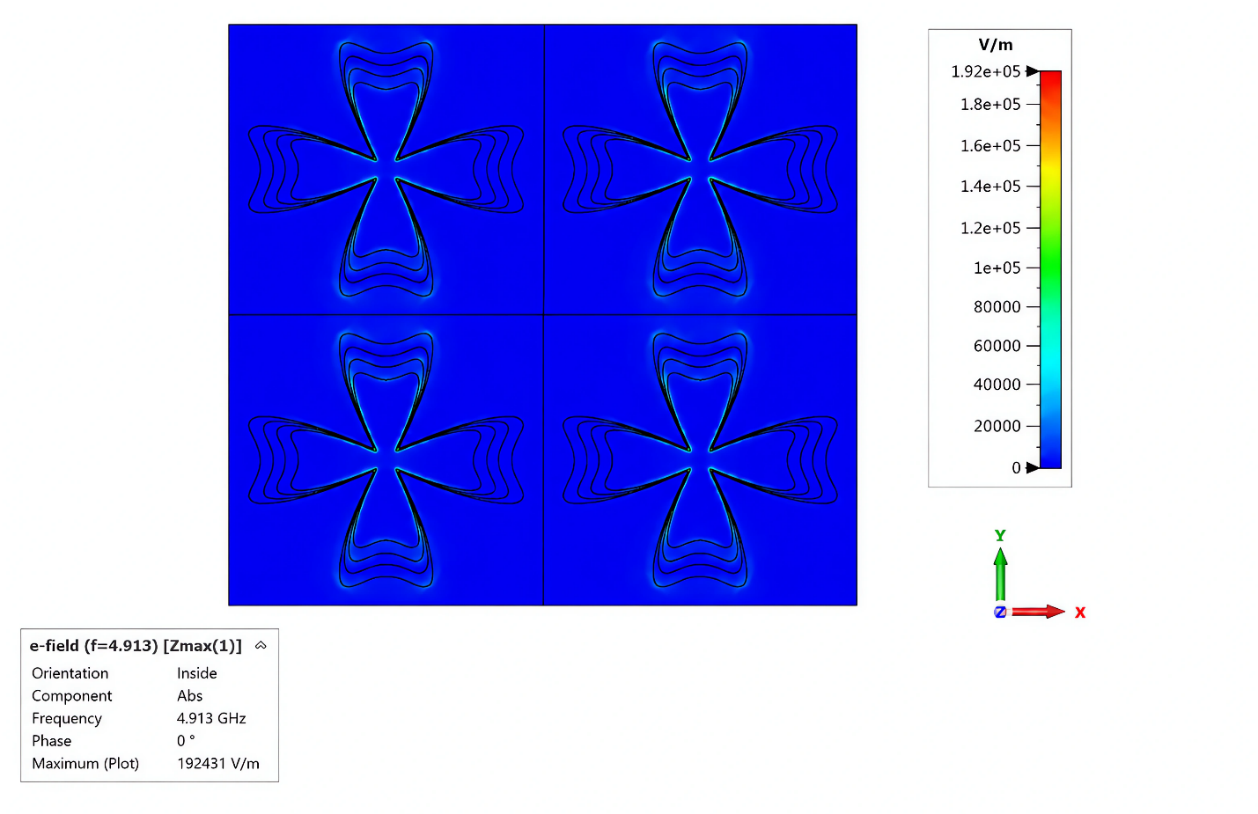 V/m
1.92e+05
1.8e+05
1.6e+05
1.4e+05
1.2e+05
1e+05
80000
60000
40000
20000
0
Y
Z
X
e-field (f=4.913) [Zmax(1)]
Orientation Inside
Component Abs
Frequency 4.913 GHz
Phase 0 °
Maximum (Plot) 192431 V/m